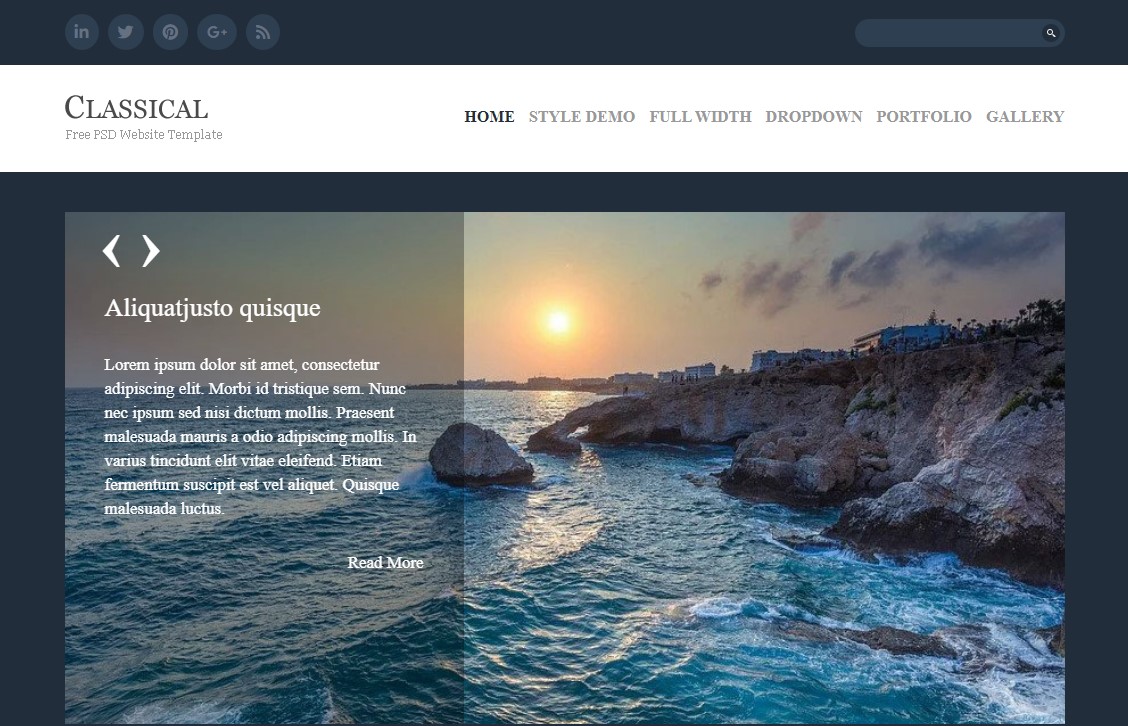 CLASSICAL
Free PSD Website Template
HOME STYLE DEMO FULL WIDTH DROPDOWN PORTFOLIO GALLERY
Aliquatjusto quisque
Lorem ipsum dolor sit amet, consectetur
adipiscing elit. Morbi id tristique sem. Nunc
nec ipsum sed nisi dictum mollis. Praesent
malesuada mauris a odio adipiscing mollis. In
varius tincidunt elit vitae eleifend. Etiam
fermentum suscipit est vel aliquet. Quisque
malesuada luctus.
Read More